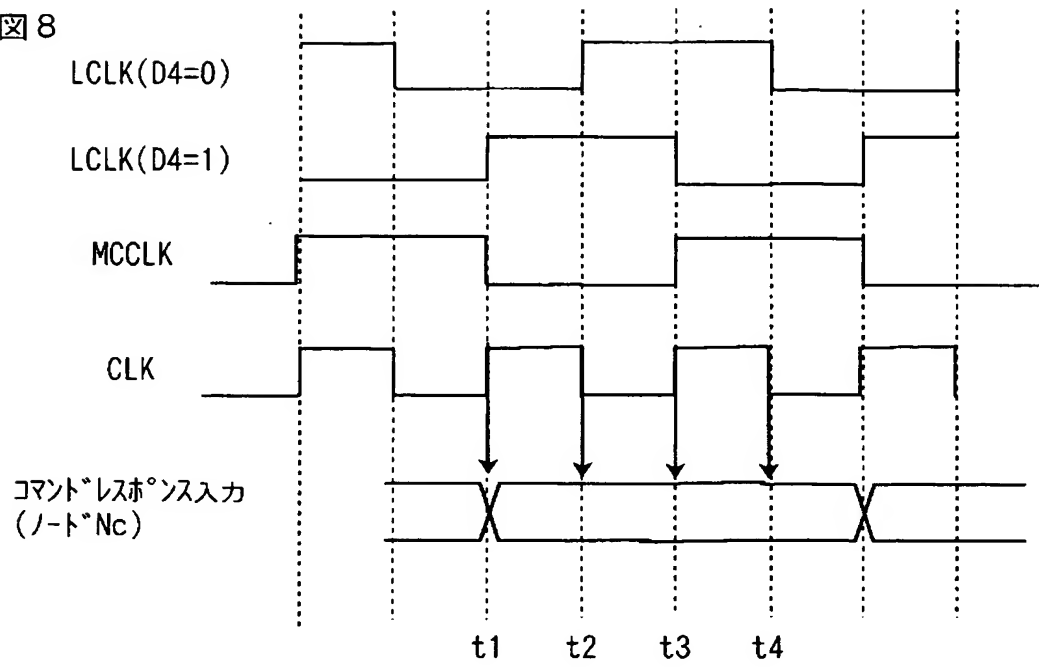 図8
LCLK(D4=0)
LCLK(D4=1)
MCCLK
CLK
コマンドレスポンス入力
(ノードNc)
t1 t2 t3 t4